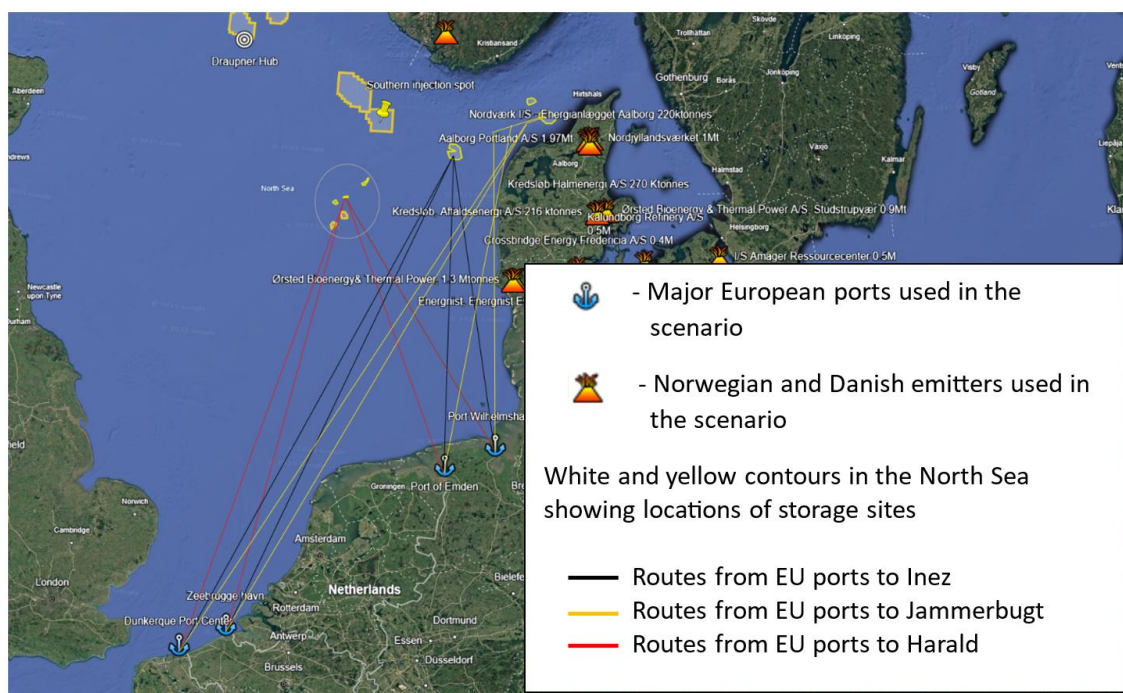 Skövde
Linköping
Trollhättan
Kristiansand
Draupner Hub
Gothenburg
Borås
Jönköping
Visby
Gotland
Aberdeen
Southern injection spot
Hirtshals
Nordværk I/S - Energianlægget Aalborg 220ktonnes
Aalborg Portland A/S 1.97Mt
Nordjyllandsværket 1Mt
Växjö
Aalborg
Halmstad
Kalmar
North Sea
Kredsløb Halmenergi A/S 270 Ktonnes
Kredsløb Affaldsenergi A/S 216 ktonnes
Ørsted Bioenergy & Thermal Power A/S, Studstrupvær 0.9Mt
Kalundborg Refinery A/S
0.5M
Helsingborg
Crossbridge Energy Fredericia A/S 0.4M
I/S Amager Ressourcecenter 0.5M
Ørsted Bioenergy& Thermal Power 1.3 Mtonnes
Newcastle
upon Tyne
Energnist- Energnist
- Major European ports used in the
scenario
- Norwegian and Danish emitters used in
the scenario
Port Wilhelmsha
Groningen
Port of Emden
White and yellow contours in the North Sea
showing locations of storage sites
Norwich
Cambridge
Amsterdam
Routes from EU ports to Inez
London
Netherlands
Zeebrugge havn
Rotterdam
Routes from EU ports to Jammerbugt
Dunkerque Port Center
Dortmund
Antwerp
Essen
Routes from EU ports to Harald
Düsseldorf
Brussels